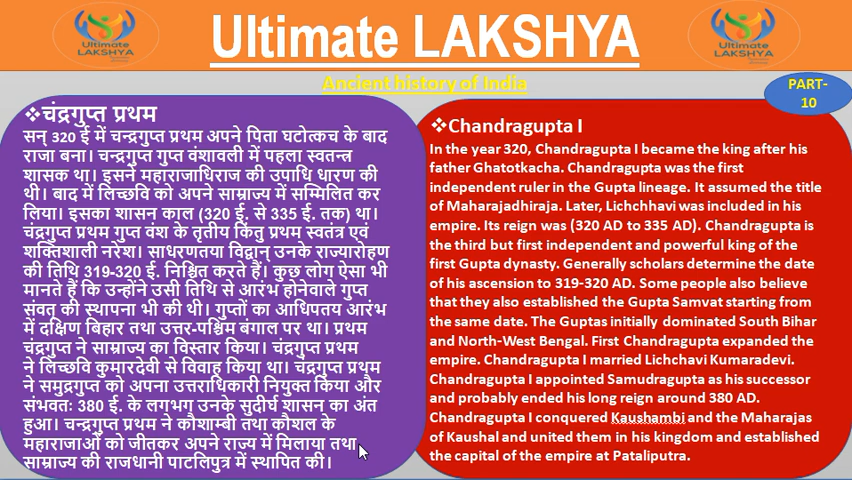 Ultimate
LAKSHYA
Ultimate LAKSHYA
Ultimate
LAKSHYA
Ancient history of India
PART-
10
❖चंद्रगुप्त प्रथम
सन् 320 ई में चन्द्रगुप्त प्रथम अपने पिता घटोत्कच के बाद
राजा बना। चन्द्रगुप्त गुप्त वंशावली में पहला स्वतन्त्र
शासक था। इसने महाराजाधिराज की उपाधि धारण की
थी। बाद में लिच्छवि को अपने साम्राज्य में सम्मिलित कर
लिया। इसका शासन काल (320 ई. से 335 ई. तक) था।
चंद्रगुप्त प्रथम गुप्त वंश के तृतीय किंतु प्रथम स्वतंत्र एवं
शक्तिशाली नरेश। साधरणतया विद्वान् उनके राज्यारोहण
की तिथि 319-320 ई. निश्चित करते हैं। कुछ लोग ऐसा भी
मानते हैं कि उन्होंने उसी तिथि से आरंभ होनेवाले गुप्त
संवत् की स्थापना भी की थी। गुप्तों का आधिपत्य आरंभ
में दक्षिण बिहार तथा उत्तर-पश्चिम बंगाल पर था। प्रथम
चंद्रगुप्त ने साम्राज्य का विस्तार किया। चंद्रगुप्त प्रथम
ने लिच्छवि कुमारदेवी से विवाह किया था। चंद्रगुप्त प्रथम
ने समुद्रगुप्त को अपना उत्तराधिकारी नियुक्त किया और
संभवतः 380 ई. के लगभग उनके सुदीर्घ शासन का अंत
हुआ। चन्द्रगुप्त प्रथम ने कौशाम्बी तथा कौशल के
महाराजाओं को जीतकर अपने राज्य में मिलाया तथा
साम्राज्य की राजधानी पाटलिपुत्र में स्थापित की।
❖Chandragupta I
In the year 320, Chandragupta I became the king after his
father Ghatotkacha. Chandragupta was the first
independent ruler in the Gupta lineage. It assumed the title
of Maharajadhiraja. Later, Lichchhavi was included in his
empire. Its reign was (320 AD to 335 AD). Chandragupta is
the third but first independent and powerful king of the
first Gupta dynasty. Generally scholars determine the date
of his ascension to 319-320 AD. Some people also believe
that they also established the Gupta Samvat starting from
the same date. The Guptas initially dominated South Bihar
and North-West Bengal. First Chandragupta expanded the
empire. Chandragupta I married Lichchavi Kumaradevi.
Chandragupta I appointed Samudragupta as his successor
and probably ended his long reign around 380 AD.
Chandragupta I conquered Kaushambi and the Maharajas
of Kaushal and united them in his kingdom and established
the capital of the empire at Pataliputra.